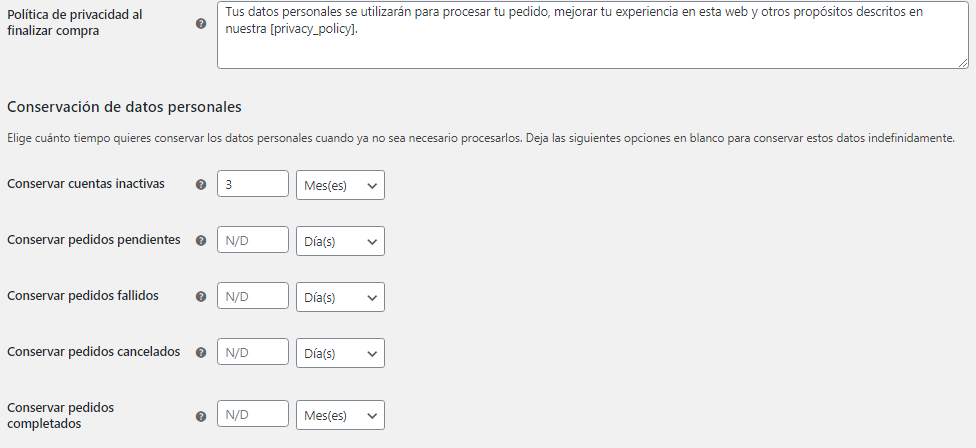 Política de privacidad al
finalizar compra
Tus datos personales se utilizarán para procesar tu pedido, mejorar tu experiencia en esta web y otros propósitos descritos en
nuestra [privacy_policy].
Conservación de datos personales
Elige cuánto tiempo quieres conservar los datos personales cuando ya no sea necesario procesarlos. Deja las siguientes opciones en blanco para conservar estos datos indefinidamente.
Conservar cuentas inactivas ? 3 Mes(es)
Conservar pedidos pendientes ? N/D Día(s)
Conservar pedidos fallidos ? N/D Día(s)
Conservar pedidos cancelados ? N/D Día(s)
Conservar pedidos
completados ? N/D Mes(es)